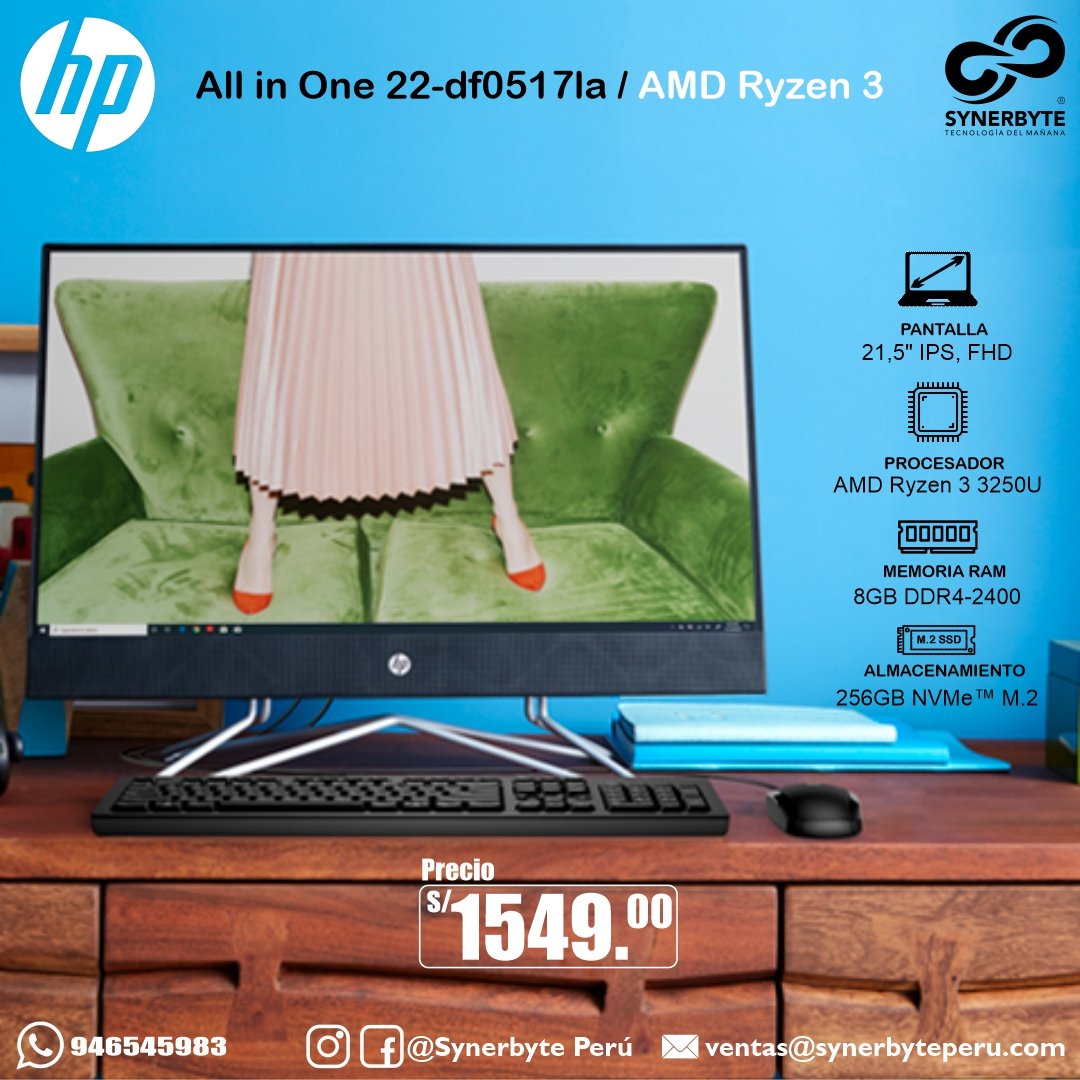 hp
All in One 22-df0517la / AMD Ryzen 3
SYNERBYTE
®
TECNOLOGÍA DEL MAÑANA
PANTALLA
21,5" IPS, FHD
PROCESADOR
AMD Ryzen 3 3250U
MEMORIA RAM
8GB DDR4-2400
M.2 SSD
ALMACENAMIENTO
256GB NVMe™ M.2
hp
Precio
S/1549.00
946545983
@Synerbyte Perú
ventas@synerbyteperu.com